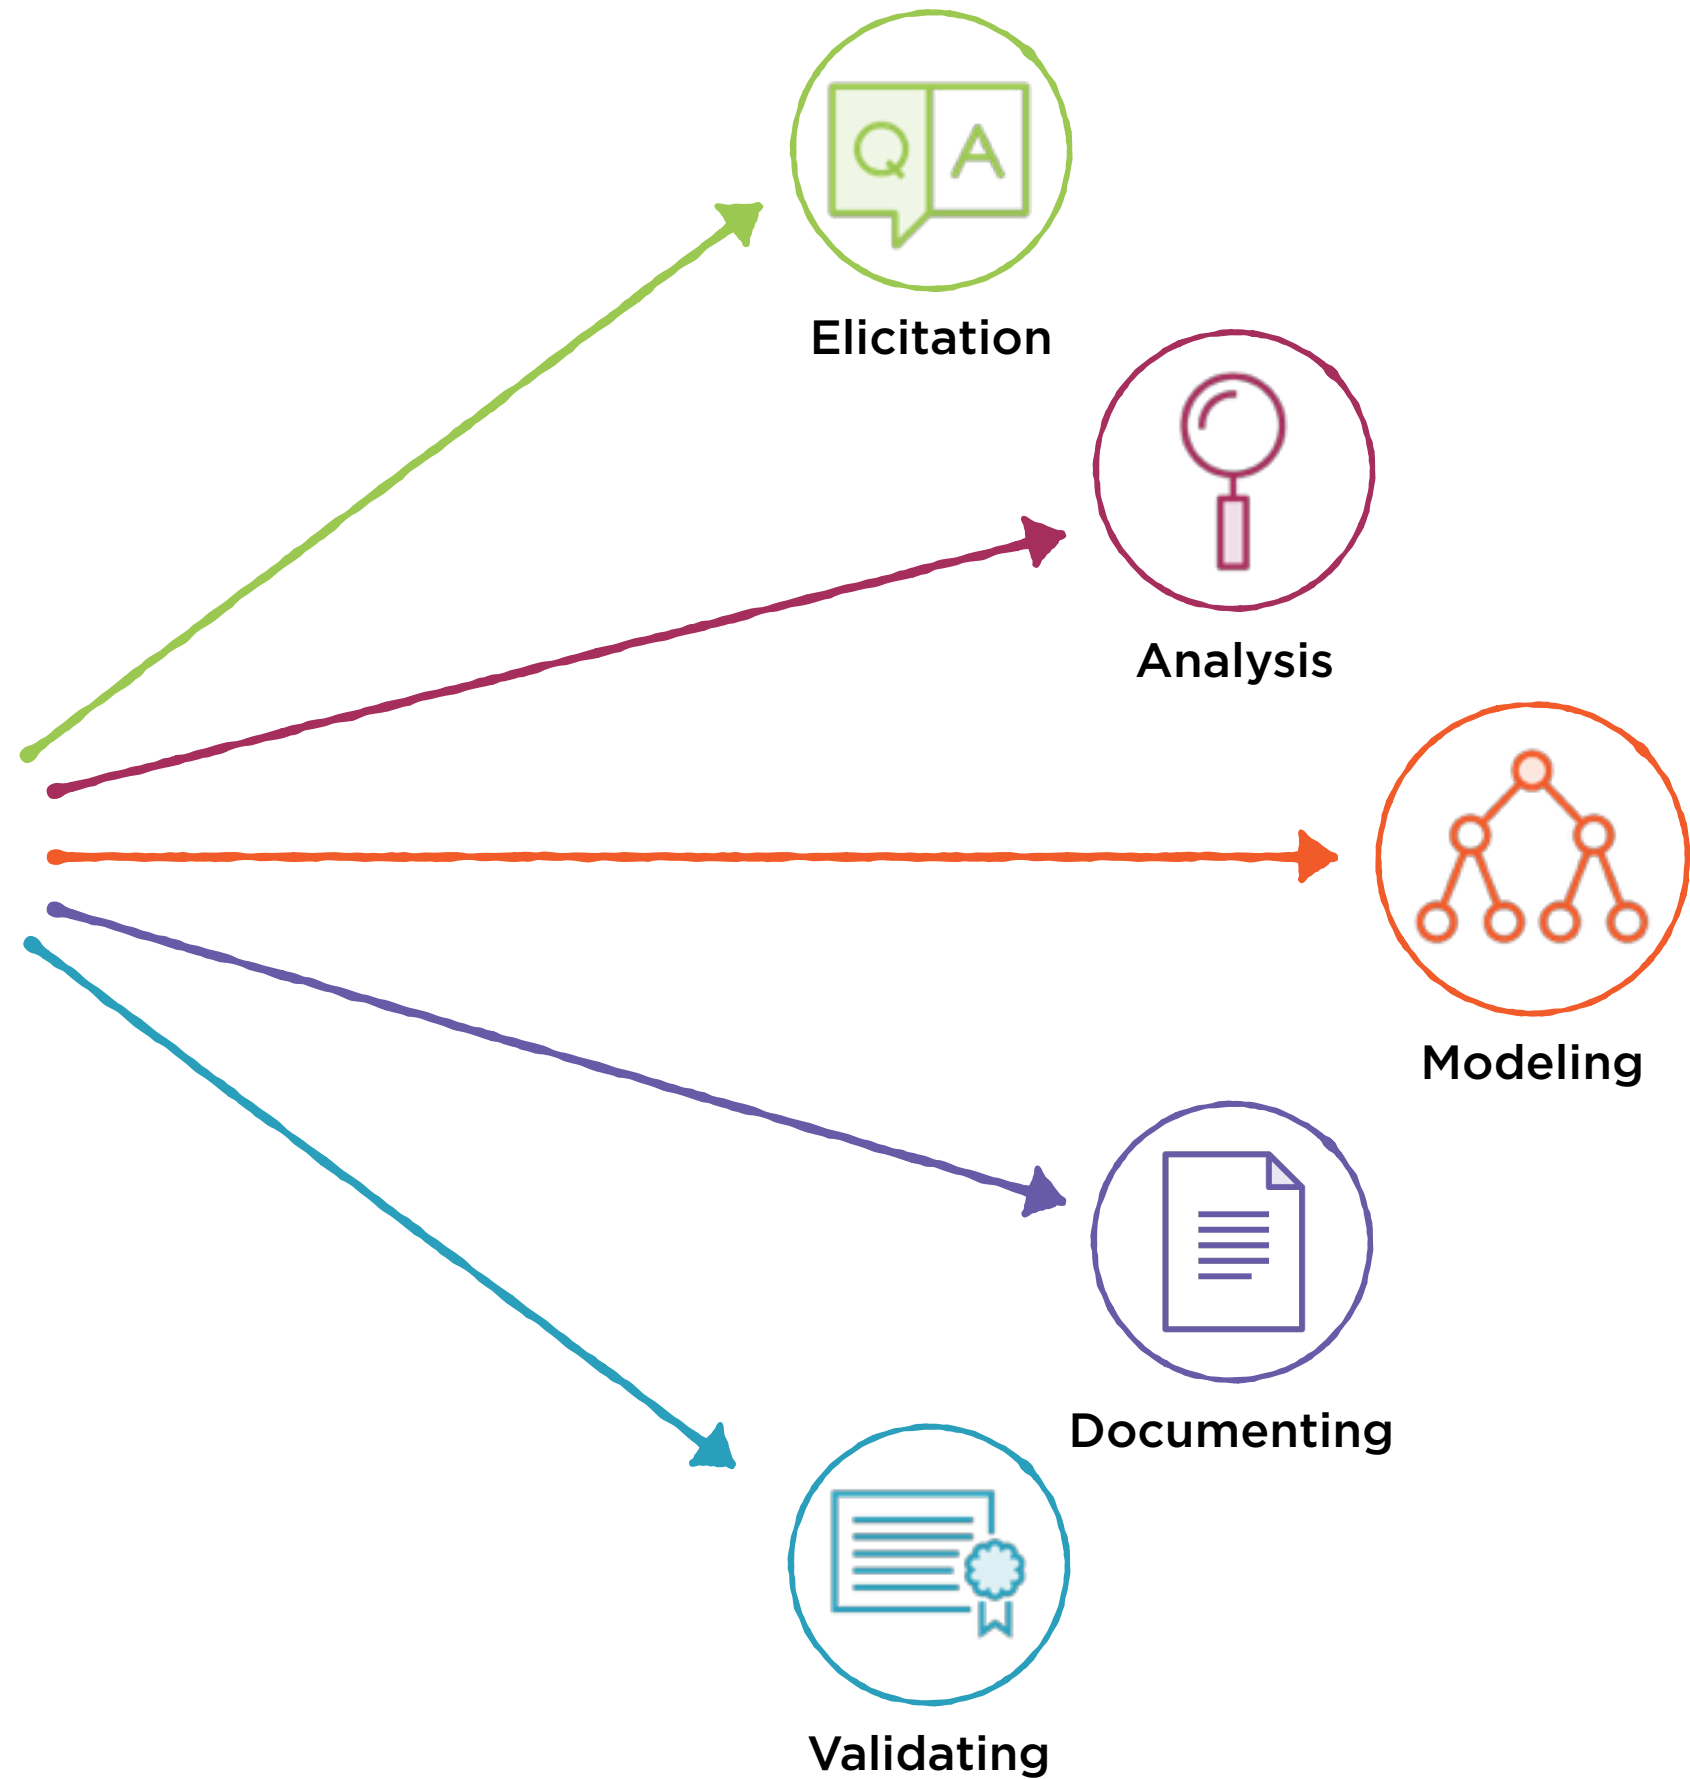 Q A
Elicitation
Analysis
Modeling
Documenting
Validating